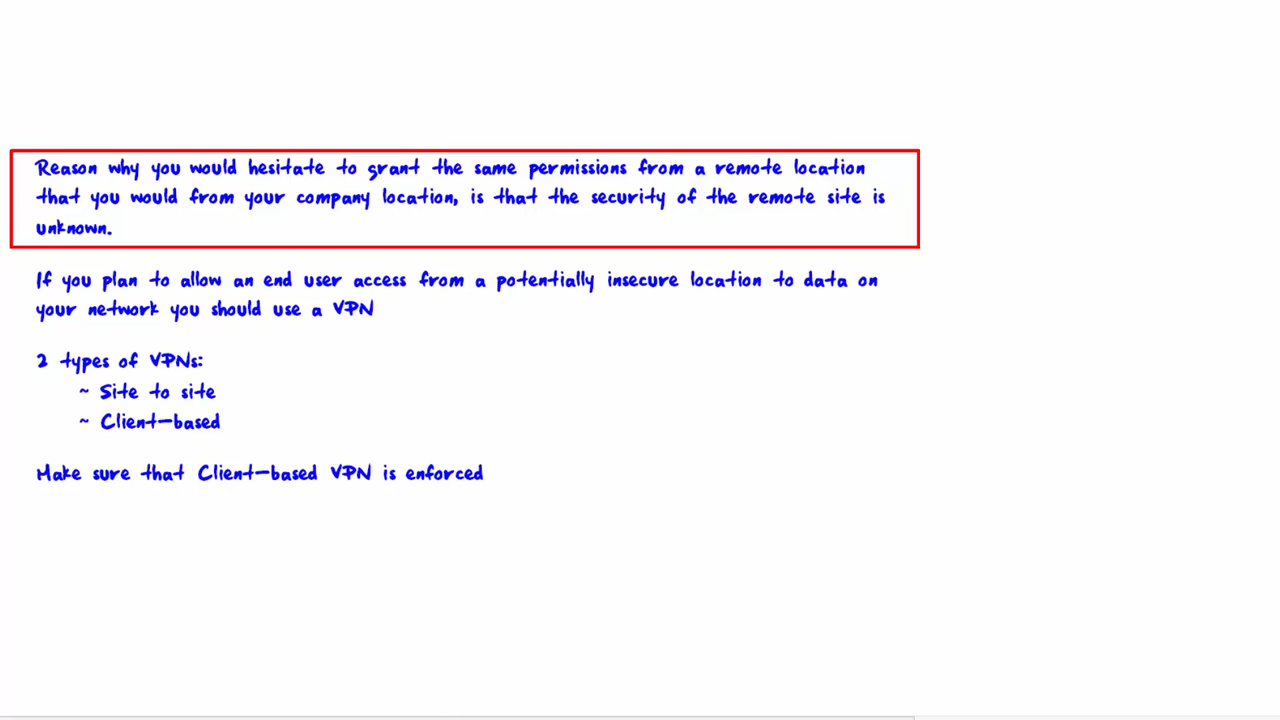 Reason why you would hesitate to grant the same permissions from a remote location
that you would from your company location, is that the security of the remote site is
unknown.
If you plan to allow an end user access from a potentially insecure location to data on
your network you should use a VPN
2 types of VPNs:
~ Site to site
~ Client-based
Make sure that Client-based VPN is enforced